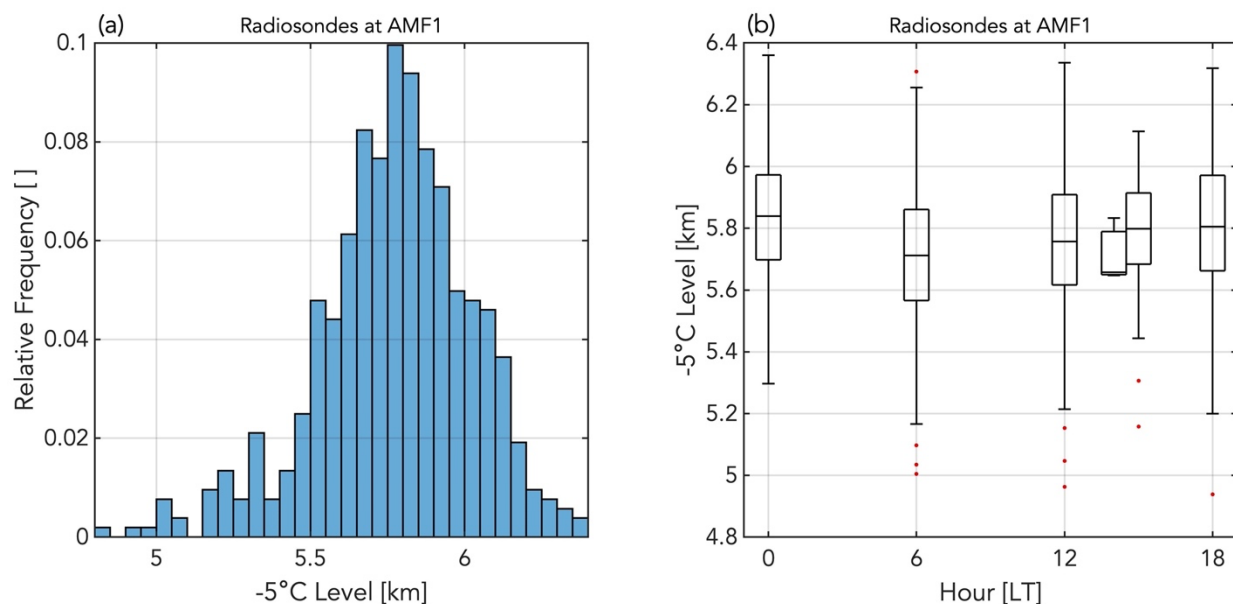 (a)
Radiosondes at AMF1
0.1
0.08
0.06
0.04
0.02
0
Relative Frequency [ ]
5
5.5
6
-5°C Level [km]
(b)
Radiosondes at AMF1
6.4
6.2
6
5.8
5.6
5.4
5.2
5
4.8
-5°C Level [km]
0
6
12
18
Hour [LT]